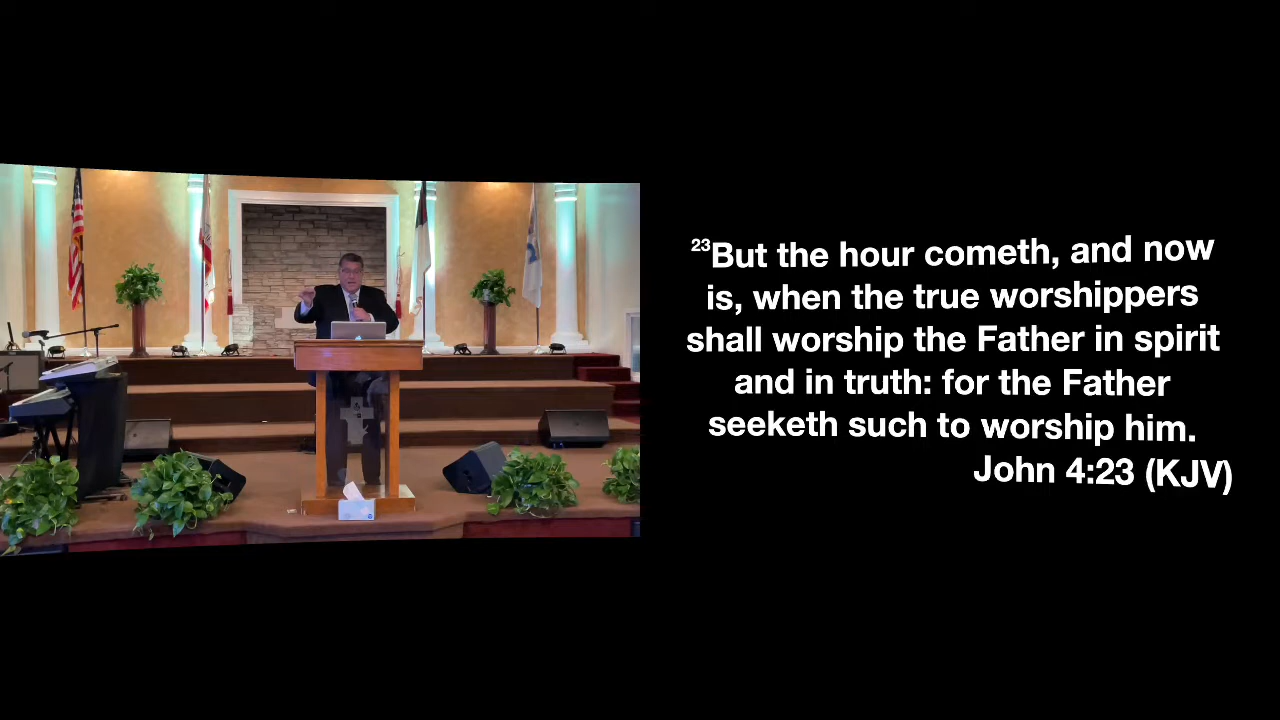 ²³But the hour cometh, and now
is, when the true worshippers
shall worship the Father in spirit
and in truth: for the Father
seeketh such to worship him.
John 4:23 (KJV)